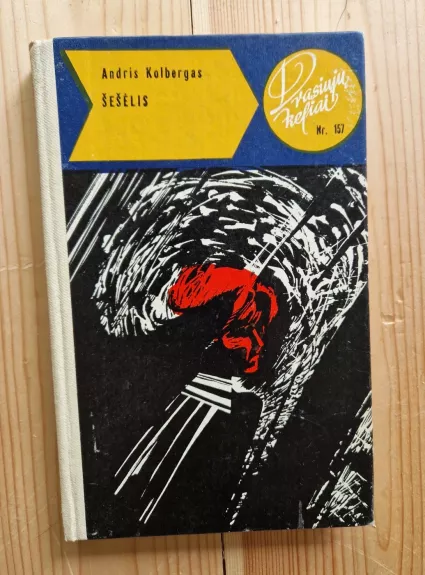 Andris Kolbergas
ŠEŠĖLIS
Drąsiųjų
keliai
Nr. 157